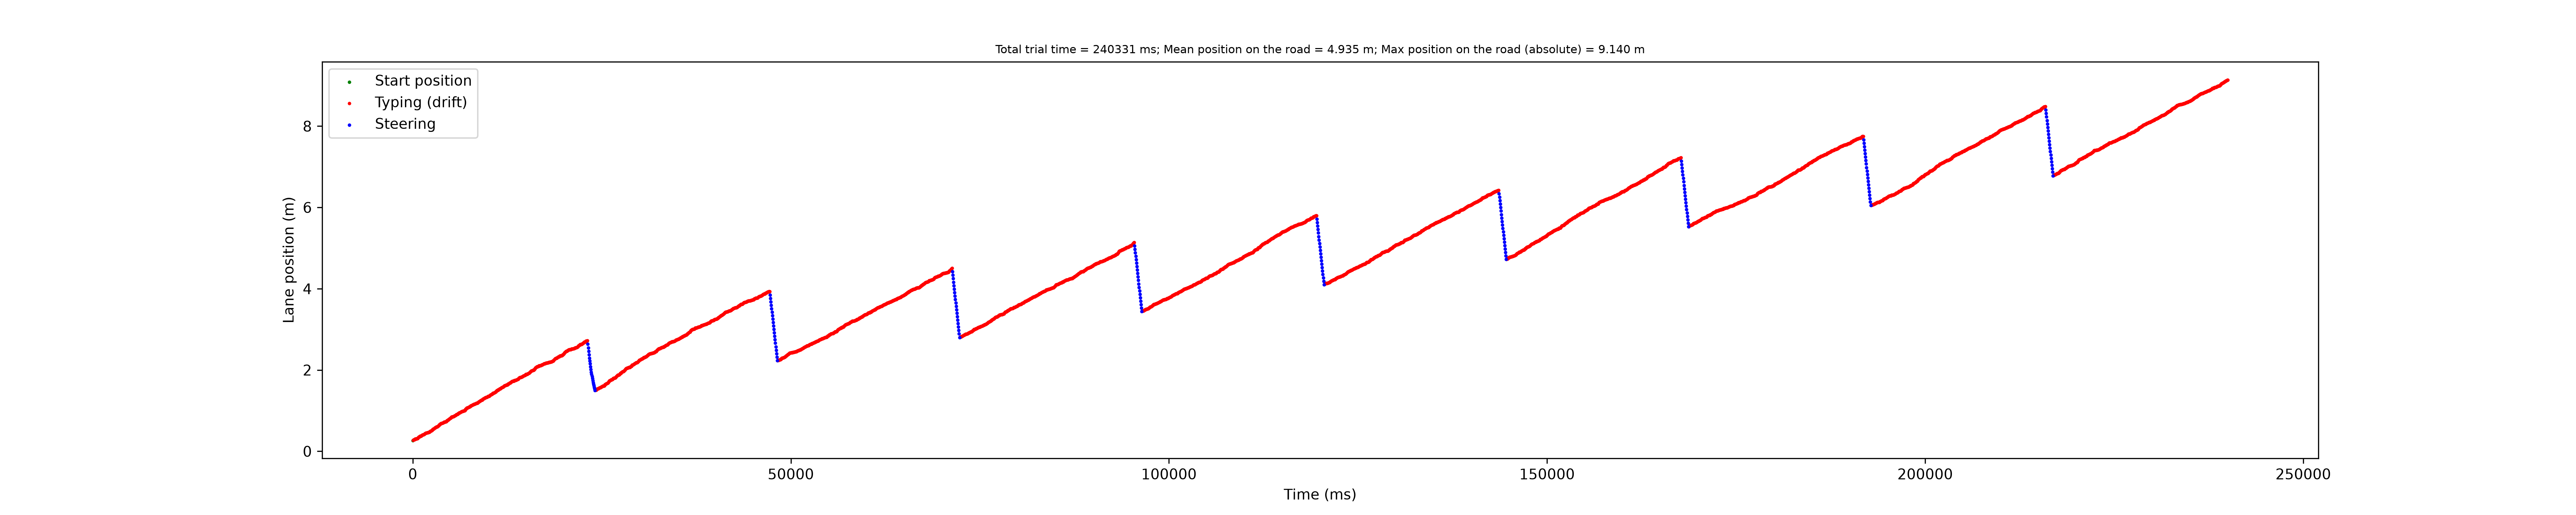 Total trial time = 240331 ms; Mean position on the road = 4.935 m; Max position on the road (absolute) = 9.140 m
Start position
Typing (drift)
Steering
Lane position (m)
8
6
4
2
0
0 50000 100000 150000 200000 250000
Time (ms)